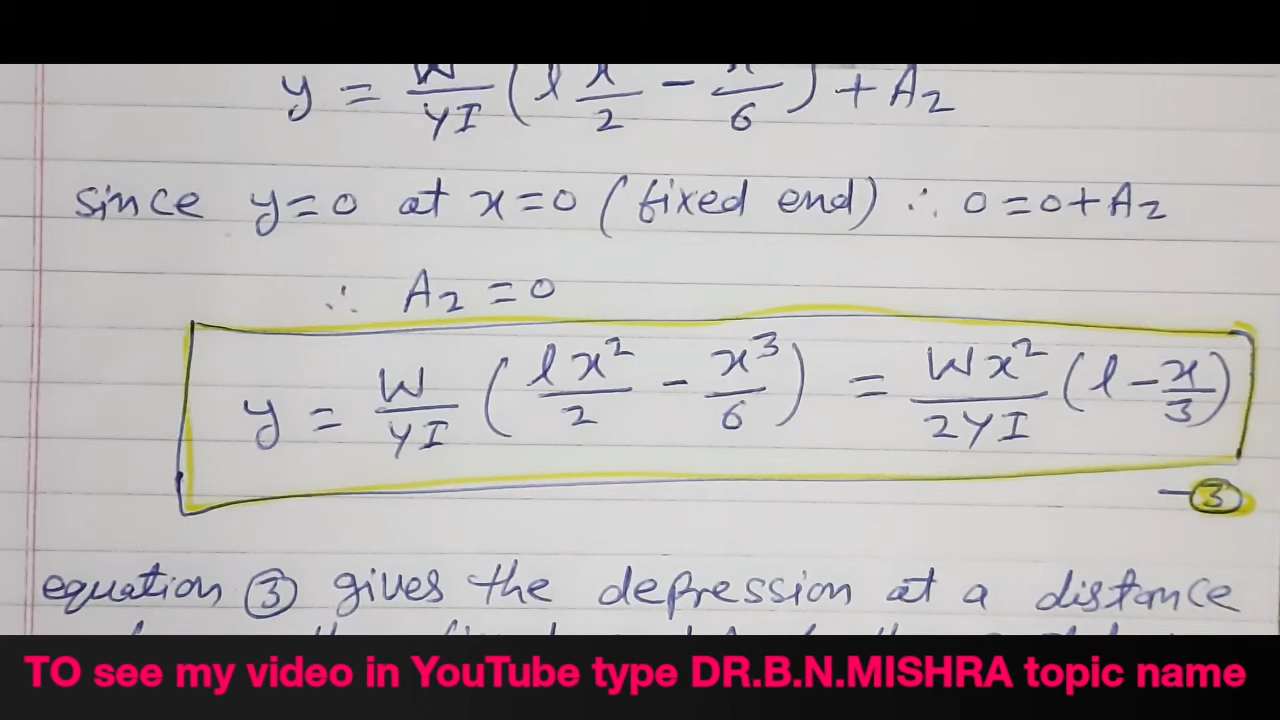 y = W/YI (l x/2 - x/6) + A₂
since y=0 at x=0 (fixed end) ∴ 0=0+A₂
∴ A₂ =0
y = W/YI (lx²/2 - x³/6) = Wx²/2YI (l - x/3)
-③
equation ③ gives the depression at a distance
TO see my video in YouTube type DR.B.N.MISHRA topic name